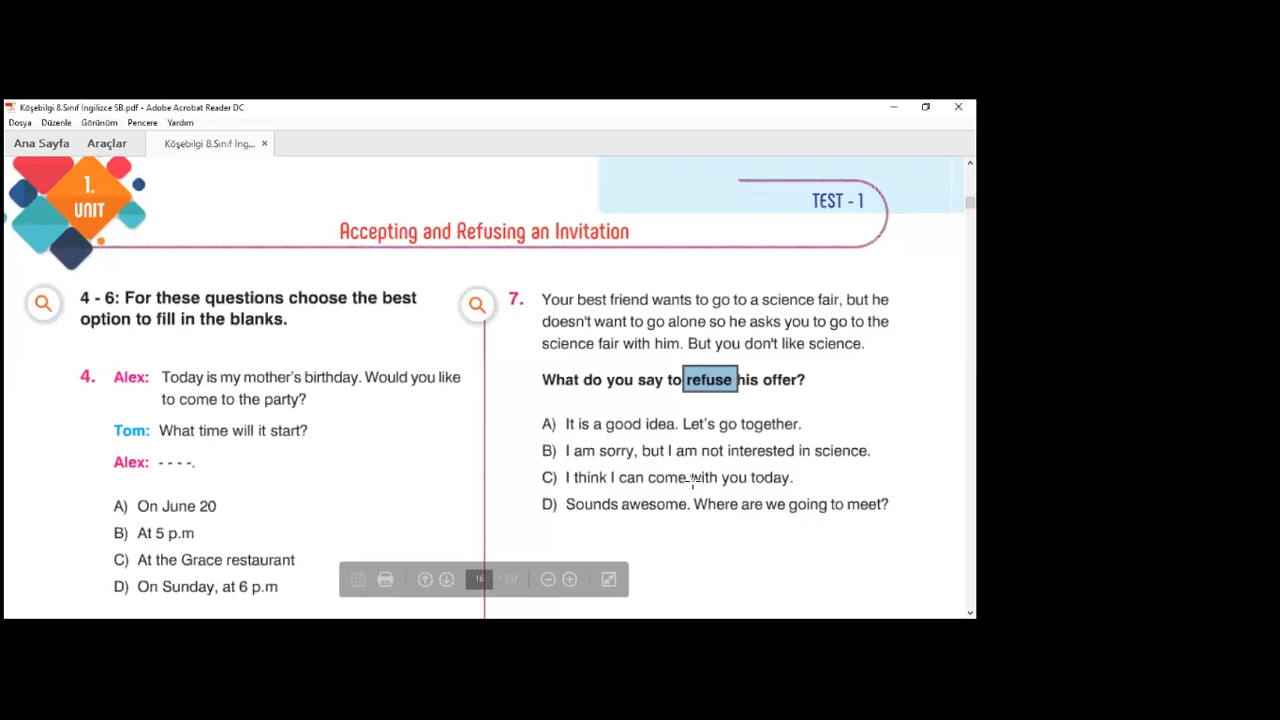 Köşebilgi 8.Sınıf İngilizce SB.pdf - Adobe Acrobat Reader DC
Dosya Düzenle Görünüm Pencere Yardım
Ana Sayfa Araçlar Köşebilgi 8.Sınıf İng... ×
1.
UNIT
TEST - 1
Accepting and Refusing an Invitation
4 - 6: For these questions choose the best
option to fill in the blanks.
4. Alex: Today is my mother's birthday. Would you like
to come to the party?
Tom: What time will it start?
Alex: - - - -.
A) On June 20
B) At 5 p.m
C) At the Grace restaurant
D) On Sunday, at 6 p.m
7. Your best friend wants to go to a science fair, but he
doesn't want to go alone so he asks you to go to the
science fair with him. But you don't like science.
What do you say to refuse his offer?
A) It is a good idea. Let's go together.
B) I am sorry, but I am not interested in science.
C) I think I can come with you today.
D) Sounds awesome. Where are we going to meet?
16 /